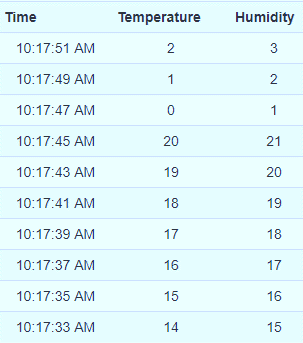 Time Temperature Humidity
10:17:51 AM 2 3
10:17:49 AM 1 2
10:17:47 AM 0 1
10:17:45 AM 20 21
10:17:43 AM 19 20
10:17:41 AM 18 19
10:17:39 AM 17 18
10:17:37 AM 16 17
10:17:35 AM 15 16
10:17:33 AM 14 15